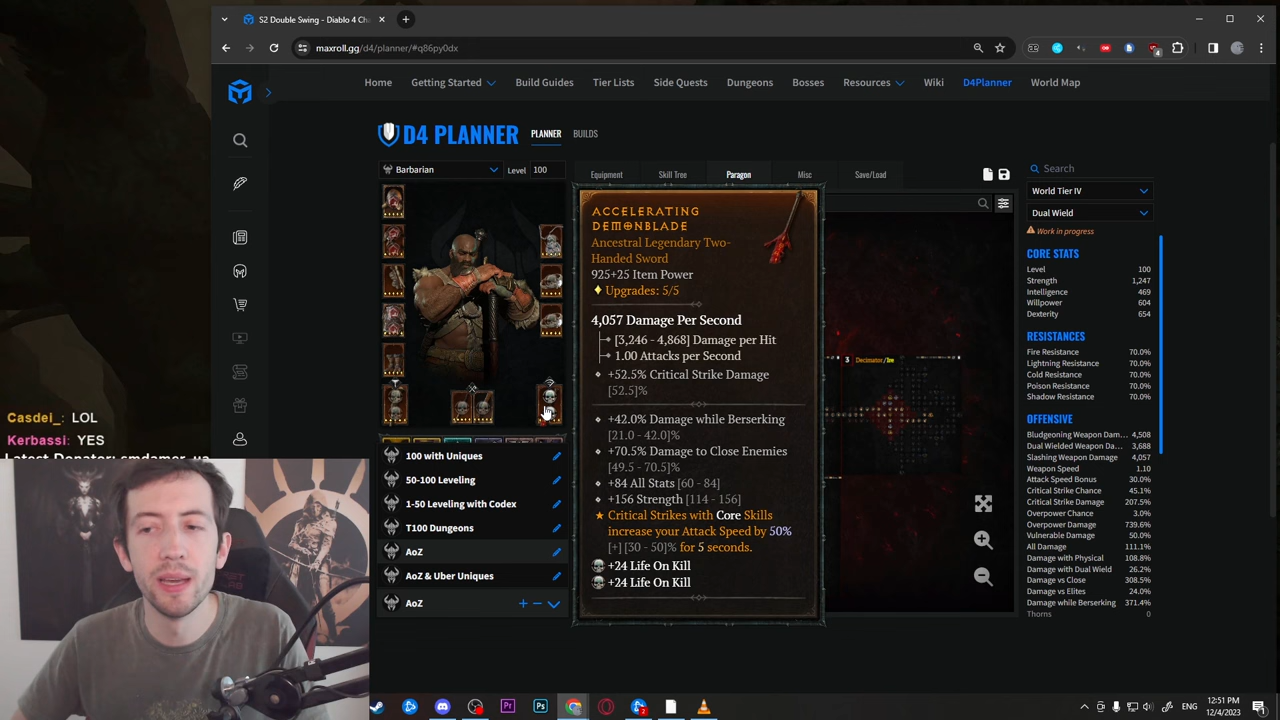 S2 Double Swing - Diablo 4 Cha
maxroll.gg/d4/planner/#q86py0dx
4
Home
Getting Started
Build Guides
Tier Lists
Side Quests
Dungeons
Bosses
Resources
Wiki
D4Planner
World Map
D4 PLANNER
PLANNER
BUILDS
Barbarian
Level
100
Equipment
Skill Tree
Paragon
Misc
Save/Load
Search
World Tier IV
Dual Wield
Work in progress
ACCELERATING
DEMONBLADE
Ancestral Legendary Two-
Handed Sword
925+25 Item Power
Upgrades: 5/5
4,057 Damage Per Second
[3,246 - 4,868] Damage per Hit
1.00 Attacks per Second
+52.5% Critical Strike Damage
[52.5]%
+42.0% Damage while Berserking
[21.0 - 42.0]%
+70.5% Damage to Close Enemies
[49.5 - 70.5]%
+84 All Stats [60 - 84]
+156 Strength [114 - 156]
Critical Strikes with Core Skills
increase your Attack Speed by 50%
[+] [30 - 50]% for 5 seconds.
+24 Life On Kill
+24 Life On Kill
3 Decimator/Ire
CORE STATS
Level 100
Strength 1,247
Intelligence 469
Willpower 604
Dexterity 654
RESISTANCES
Fire Resistance 70.0%
Lightning Resistance 70.0%
Cold Resistance 70.0%
Poison Resistance 70.0%
Shadow Resistance 70.0%
OFFENSIVE
Bludgeoning Weapon Dam... 4,508
Dual Wielded Weapon Da... 3,688
Slashing Weapon Damage 4,057
Weapon Speed 1.10
Attack Speed Bonus 30.0%
Critical Strike Chance 45.1%
Critical Strike Damage 207.5%
Overpower Chance 3.0%
Overpower Damage 739.6%
Vulnerable Damage 50.0%
All Damage 111.1%
Damage with Physical 108.8%
Damage with Dual Wield 26.2%
Damage vs Close 308.5%
Damage vs Elites 24.0%
Damage while Berserking 371.4%
Thorns 0
100 with Uniques
50-100 Leveling
1-50 Leveling with Codex
T100 Dungeons
AoZ
AoZ & Uber Uniques
AoZ
Casdei_: LOL
Kerbassi: YES
Latest Donator: smdamer_ua
ENG
12:51 PM
12/4/2023